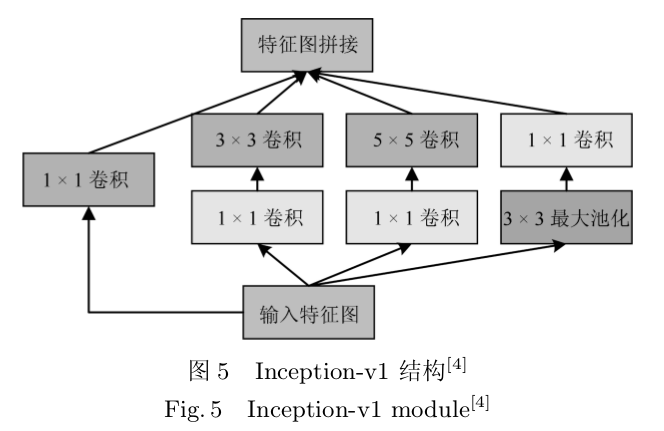 特征图拼接
3 × 3 卷积
5 × 5 卷积
1 × 1 卷积
1 × 1 卷积
1 × 1 卷积
1 × 1 卷积
3 × 3 最大池化
输入特征图
图 5 Inception-v1 结构[4]
Fig. 5 Inception-v1 module[4]